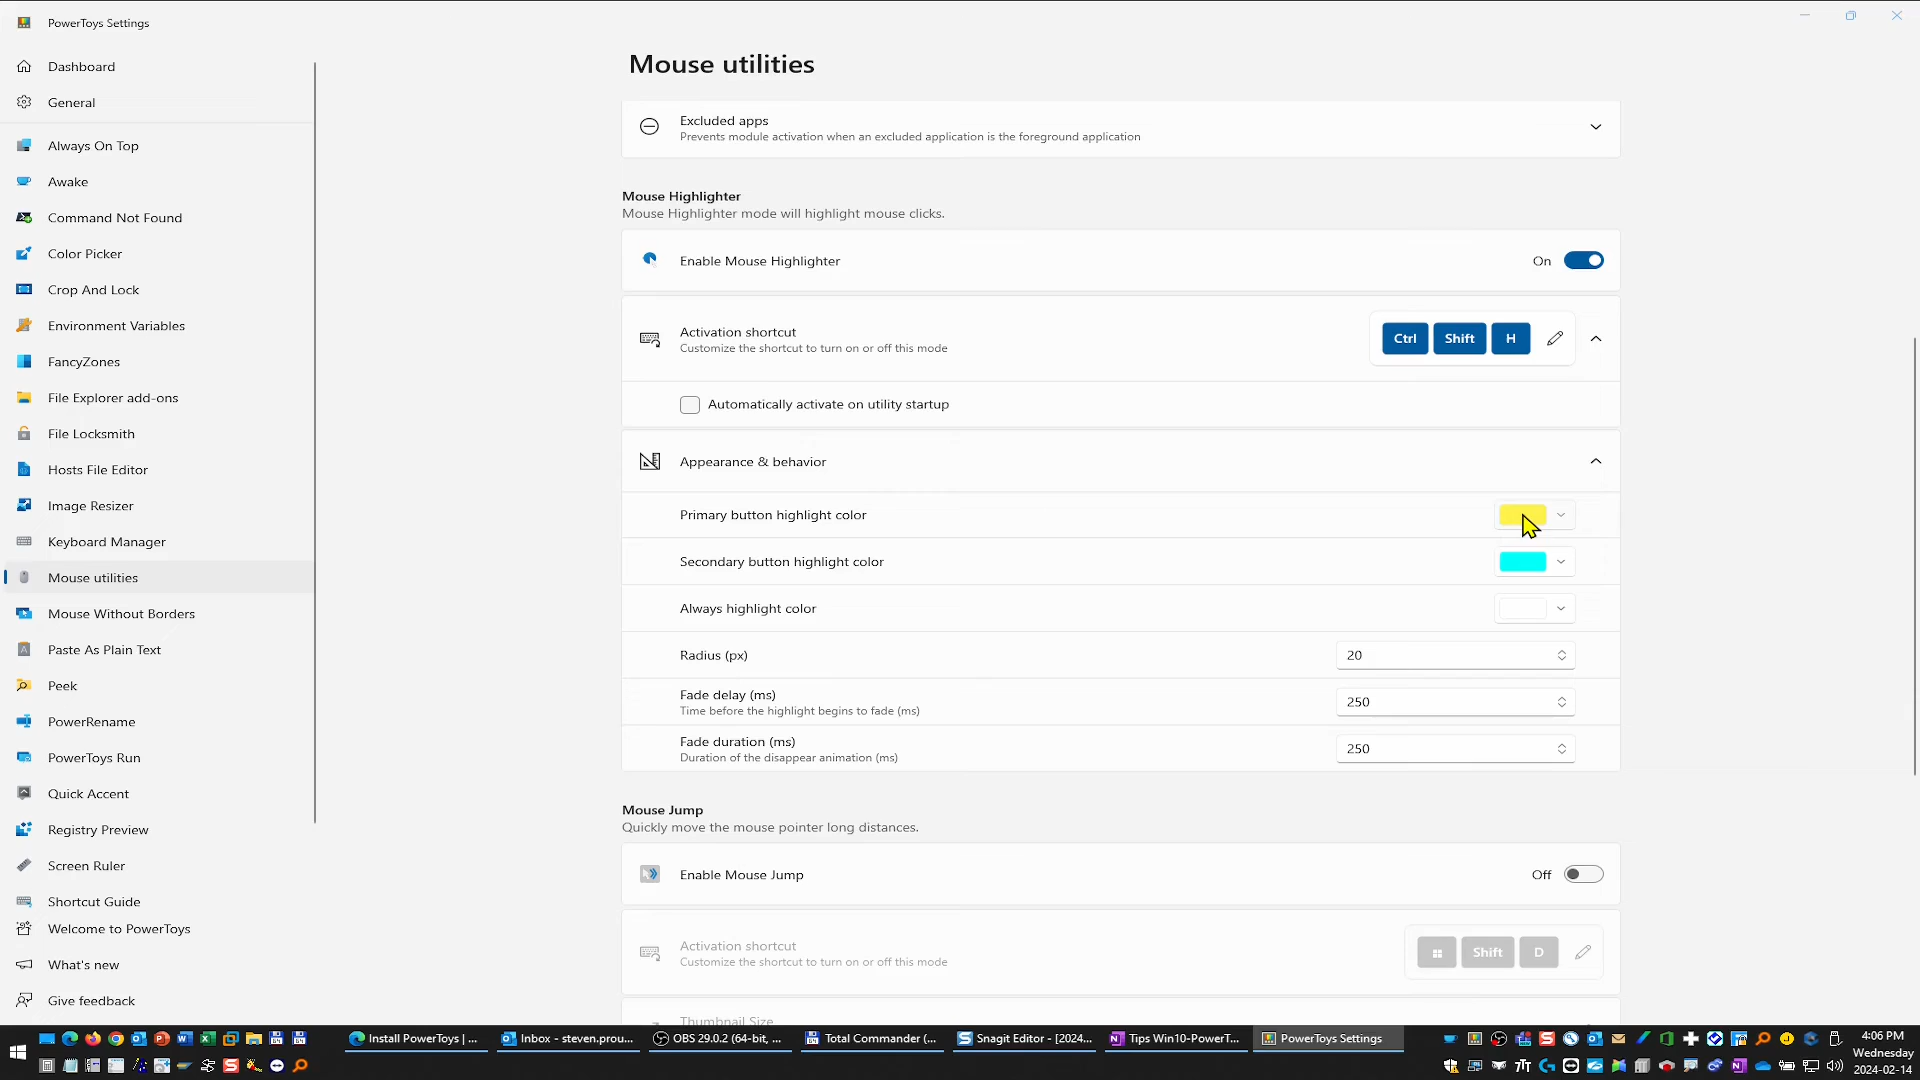 PowerToys Settings
Dashboard
General
Always On Top
Awake
Command Not Found
Color Picker
Crop And Lock
Environment Variables
FancyZones
File Explorer add-ons
File Locksmith
Hosts File Editor
Image Resizer
Keyboard Manager
Mouse utilities
Mouse Without Borders
Paste As Plain Text
Peek
PowerRename
PowerToys Run
Quick Accent
Registry Preview
Screen Ruler
Shortcut Guide
Welcome to PowerToys
What's new
Give feedback
Mouse utilities
Excluded apps
Prevents module activation when an excluded application is the foreground application
Mouse Highlighter
Mouse Highlighter mode will highlight mouse clicks.
Enable Mouse Highlighter
On
Activation shortcut
Customize the shortcut to turn on or off this mode
Ctrl Shift H
Automatically activate on utility startup
Appearance & behavior
Primary button highlight color
Secondary button highlight color
Always highlight color
Radius (px)
20
Fade delay (ms)
Time before the highlight begins to fade (ms)
250
Fade duration (ms)
Duration of the disappear animation (ms)
250
Mouse Jump
Quickly move the mouse pointer long distances.
Enable Mouse Jump
Off
Activation shortcut
Customize the shortcut to turn on or off this mode
Shift D
Thumbnail Size
Install PowerToys | ...
Inbox - steven.prou...
OBS 29.0.2 (64-bit, ...
Total Commander (...
Snagit Editor - [2024...
Tips Win10-PowerT...
PowerToys Settings
4:06 PM
Wednesday
2024-02-14